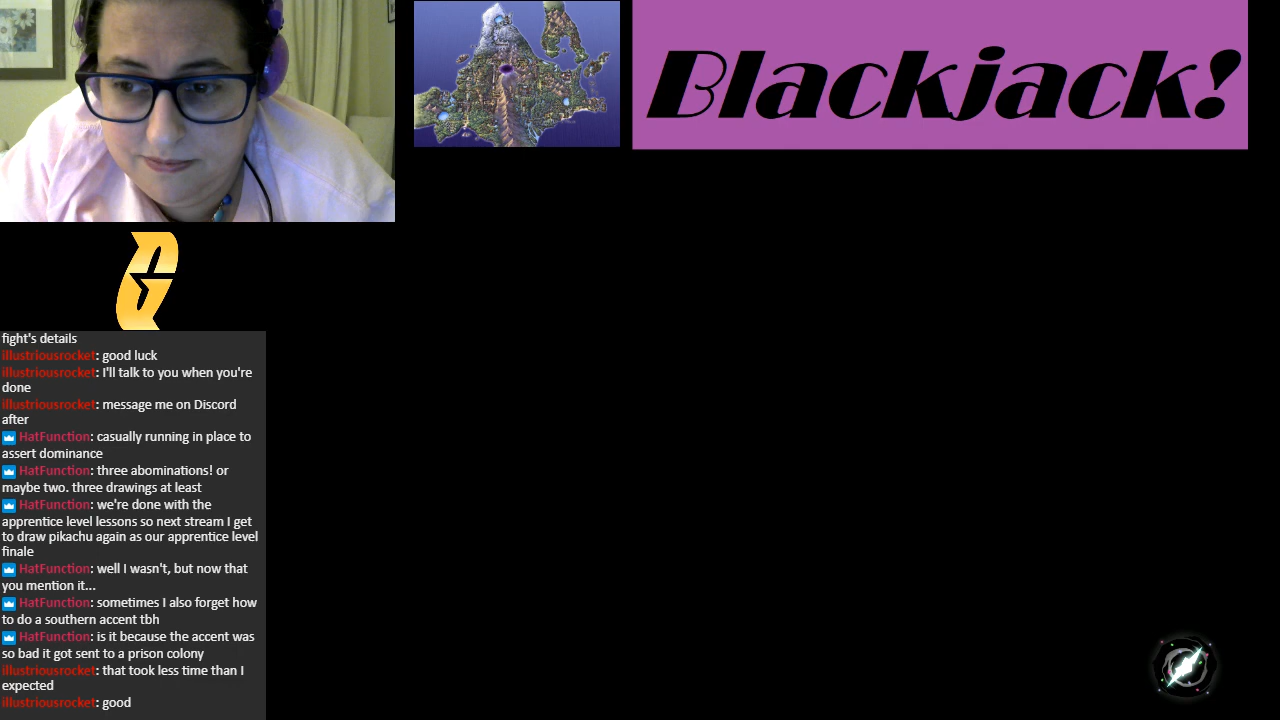 Blackjack!
fight's details
illustriousrocket: good luck
illustriousrocket: I'll talk to you when you're
done
illustriousrocket: message me on Discord
after
HatFunction: casually running in place to
assert dominance
HatFunction: three abominations! or
maybe two. three drawings at least
HatFunction: we're done with the
apprentice level lessons so next stream I get
to draw pikachu again as our apprentice level
finale
HatFunction: well I wasn't, but now that
you mention it...
HatFunction: sometimes I also forget how
to do a southern accent tbh
HatFunction: is it because the accent was
so bad it got sent to a prison colony
illustriousrocket: that took less time than I
expected
illustriousrocket: good